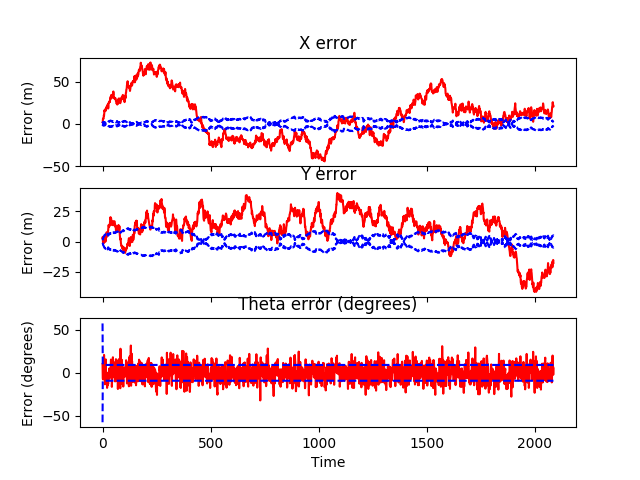 X error
Error (m)
50
0
−50
Y error
Error (m)
25
0
−25
Theta error (degrees)
Error (degrees)
50
0
−50
0
500
1000
1500
2000
Time